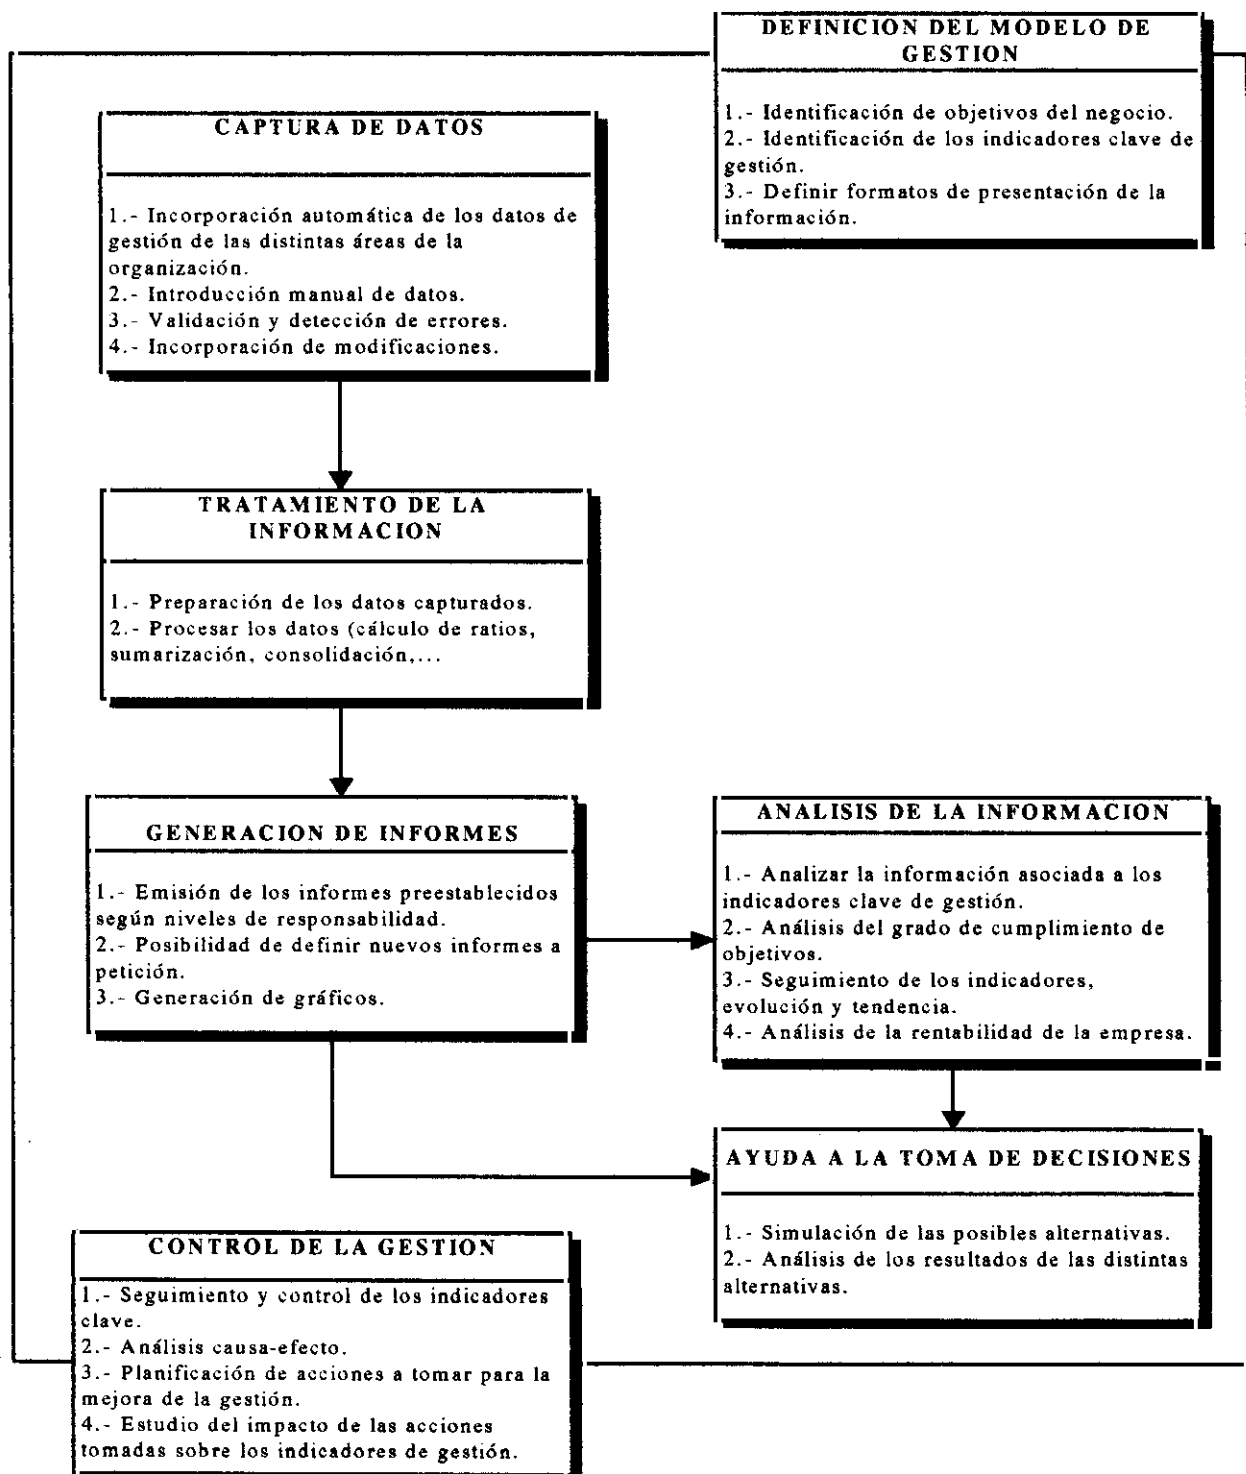 DEFINICION DEL MODELO DE
GESTION
1.- Identificación de objetivos del negocio.
2.- Identificación de los indicadores clave de
gestión.
3.- Definir formatos de presentación de la
información.
CAPTURA DE DATOS
1.- Incorporación automática de los datos de
gestión de las distintas áreas de la
organización.
2.- Introducción manual de datos.
3.- Validación y detección de errores.
4.- Incorporación de modificaciones.
TRATAMIENTO DE LA
INFORMACION
1.- Preparación de los datos capturados.
2.- Procesar los datos (cálculo de ratios,
sumarización, consolidación,...
GENERACION DE INFORMES
1.- Emisión de los informes preestablecidos
según niveles de responsabilidad.
2.- Posibilidad de definir nuevos informes a
petición.
3.- Generación de gráficos.
ANALISIS DE LA INFORMACION
1.- Analizar la información asociada a los
indicadores clave de gestión.
2.- Análisis del grado de cumplimiento de
objetivos.
3.- Seguimiento de los indicadores,
evolución y tendencia.
4.- Análisis de la rentabilidad de la empresa.
AYUDA A LA TOMA DE DECISIONES
1.- Simulación de las posibles alternativas.
2.- Análisis de los resultados de las distintas
alternativas.
CONTROL DE LA GESTION
1.- Seguimiento y control de los indicadores
clave.
2.- Análisis causa-efecto.
3.- Planificación de acciones a tomar para la
mejora de la gestión.
4.- Estudio del impacto de las acciones
tomadas sobre los indicadores de gestión.